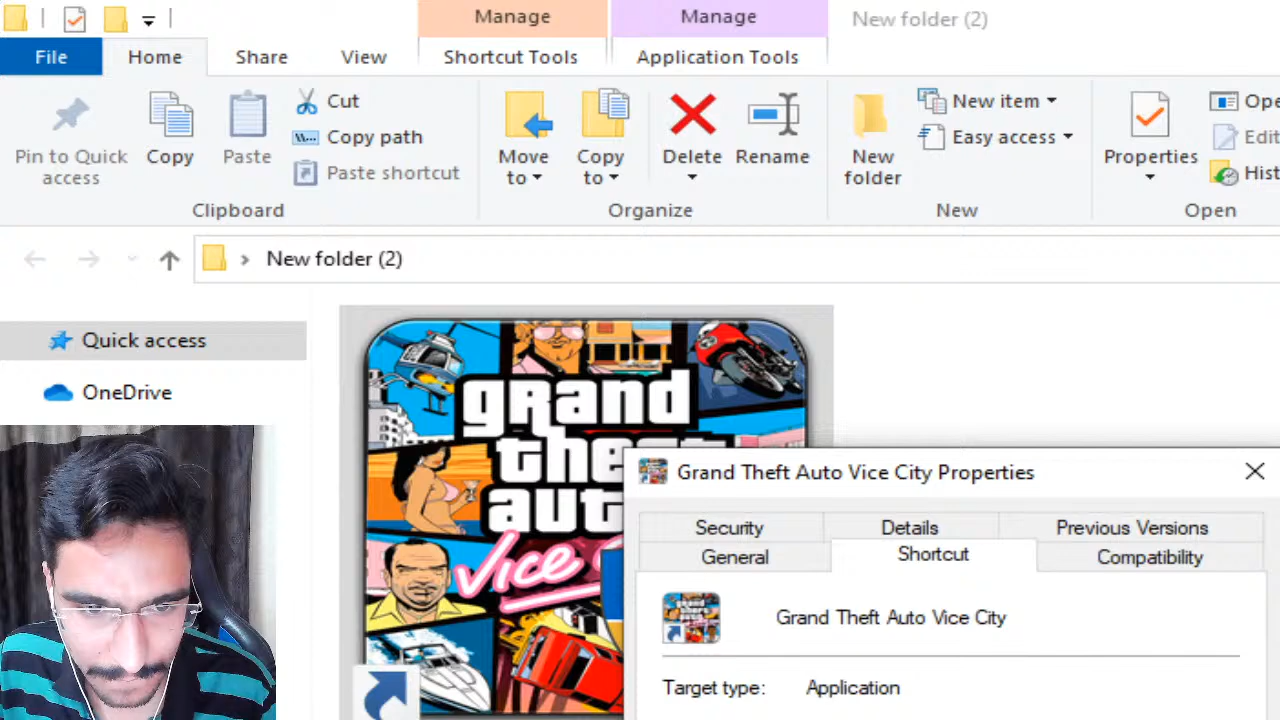 Manage
Manage
New folder (2)
File
Home
Share
View
Shortcut Tools
Application Tools
Pin to Quick access
Copy
Paste
Cut
Copy path
Paste shortcut
Clipboard
Move to
Copy to
Delete
Rename
Organize
New folder
New item
Easy access
New
Properties
Open
New folder (2)
Quick access
OneDrive
grand
theft
auto
Vice
Grand Theft Auto Vice City Properties
Security
Details
Previous Versions
General
Shortcut
Compatibility
Grand Theft Auto Vice City
Target type:
Application